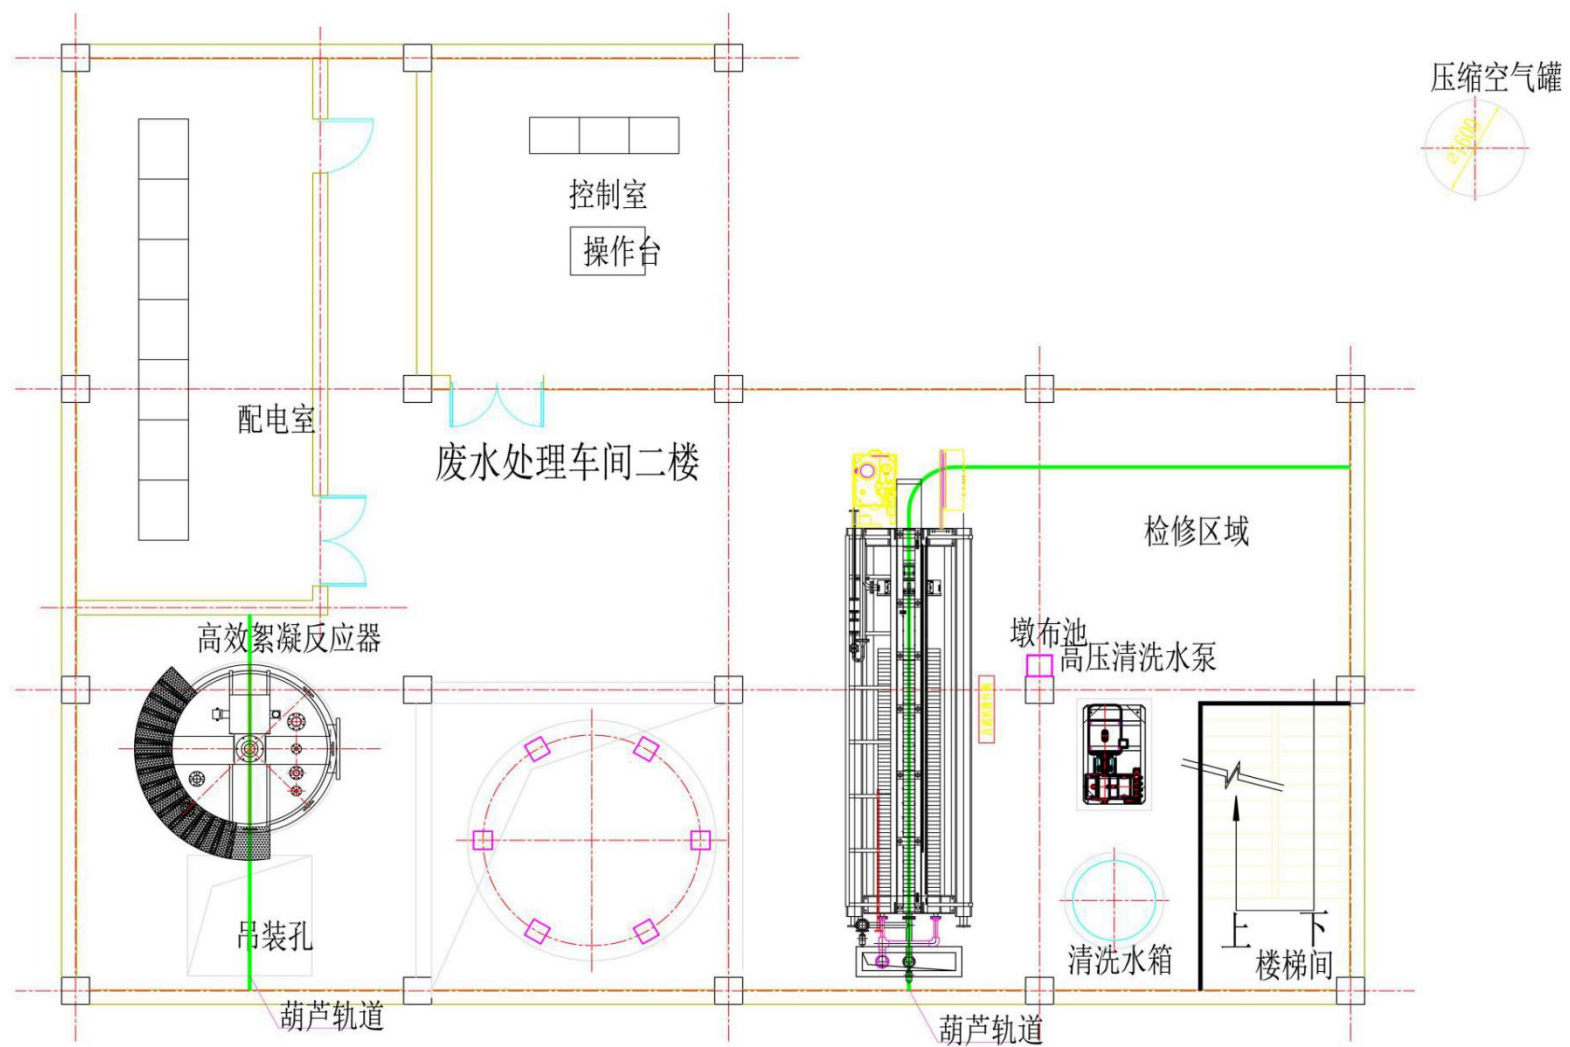 压缩空气罐
ø1600
控制室
操作台
配电室
废水处理车间二楼
检修区域
高效絮凝反应器
墩布池
高压清洗水泵
吊装孔
清洗水箱
上
下
楼梯间
葫芦轨道
葫芦轨道